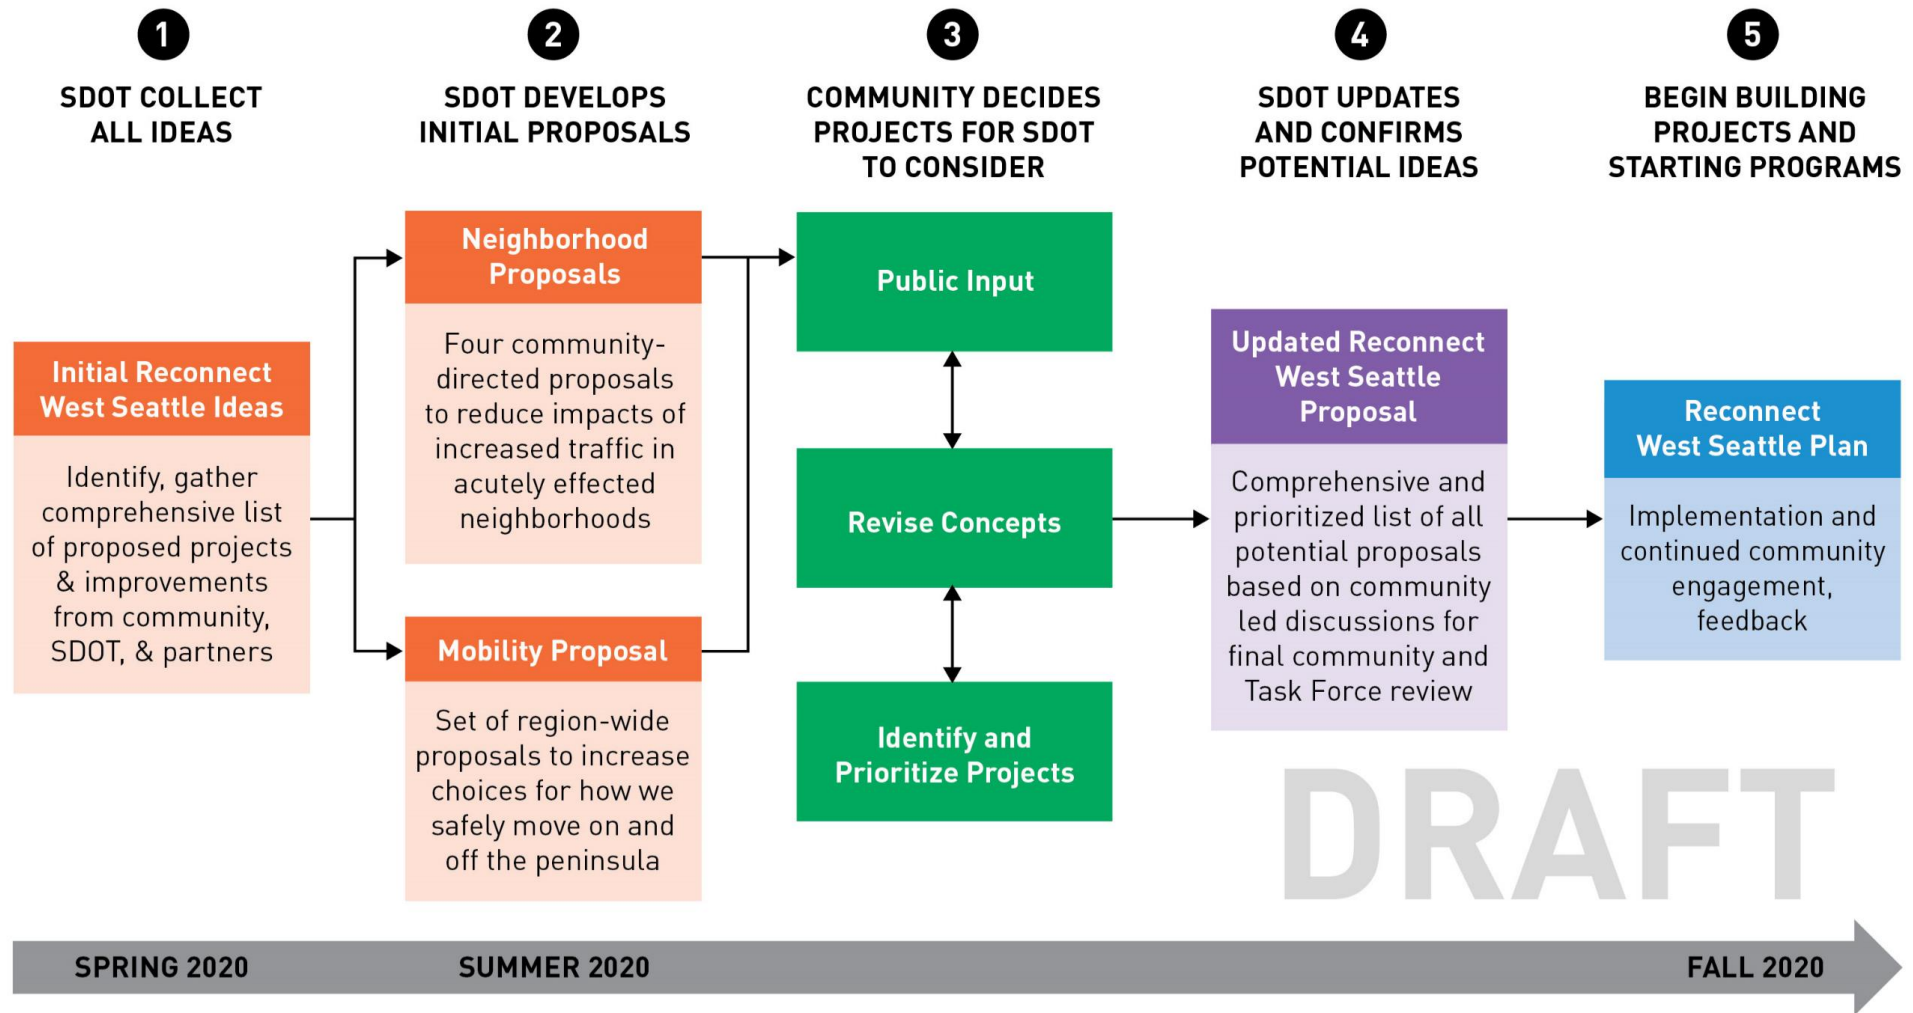 1
SDOT COLLECT
ALL IDEAS
Initial Reconnect
West Seattle Ideas
Identify, gather
comprehensive list
of proposed projects
& improvements
from community,
SDOT, & partners
2
SDOT DEVELOPS
INITIAL PROPOSALS
Neighborhood
Proposals
Four community-
directed proposals
to reduce impacts of
increased traffic in
acutely effected
neighborhoods
Mobility Proposal
Set of region-wide
proposals to increase
choices for how we
safely move on and
off the peninsula
3
COMMUNITY DECIDES
PROJECTS FOR SDOT
TO CONSIDER
Public Input
Revise Concepts
Identify and
Prioritize Projects
4
SDOT UPDATES
AND CONFIRMS
POTENTIAL IDEAS
Updated Reconnect
West Seattle
Proposal
Comprehensive and
prioritized list of all
potential proposals
based on community
led discussions for
final community and
Task Force review
5
BEGIN BUILDING
PROJECTS AND
STARTING PROGRAMS
Reconnect
West Seattle Plan
Implementation and
continued community
engagement,
feedback
DRAFT
SPRING 2020
SUMMER 2020
FALL 2020